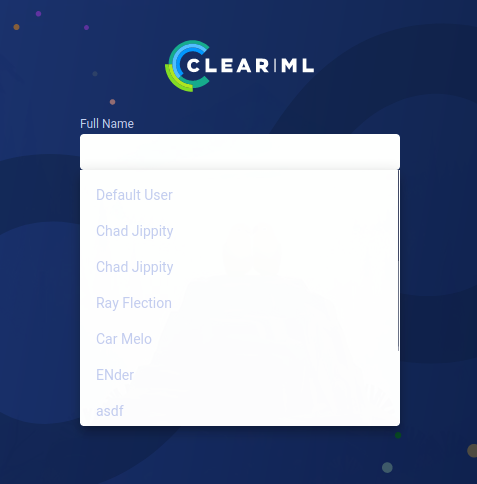 CLEAR|ML
Full Name
Default User
Chad Jippity
Chad Jippity
Ray Flection
Car Melo
ENder
asdf